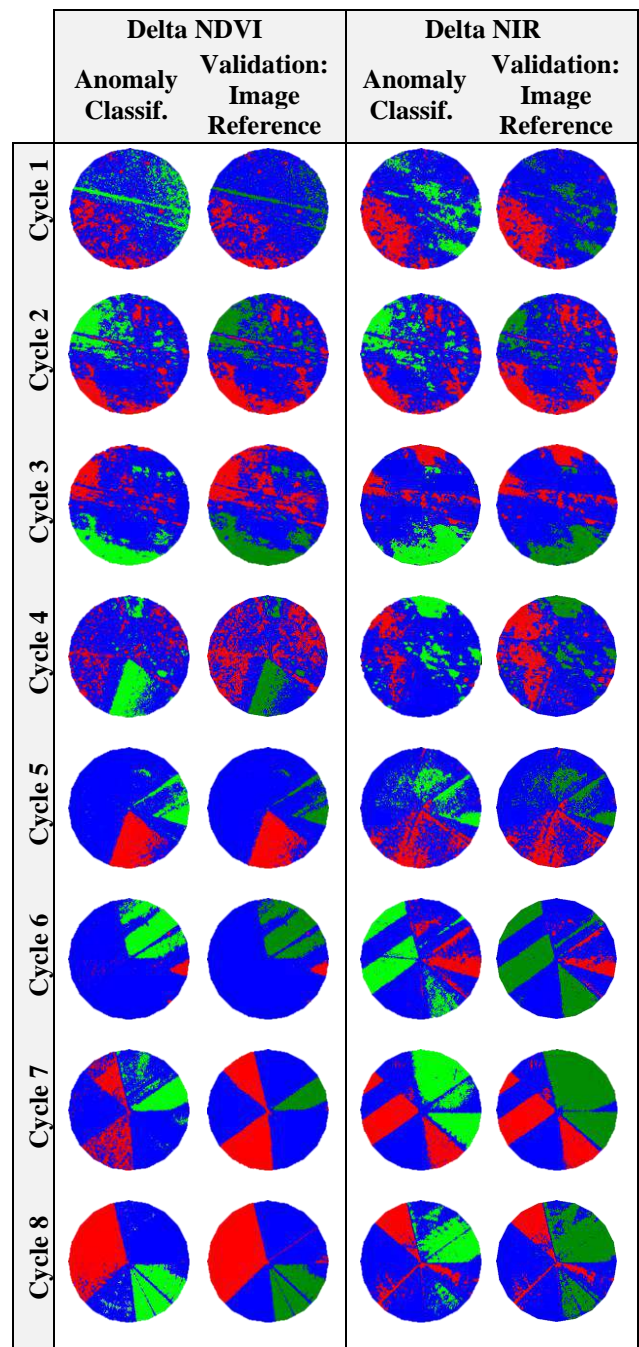 Delta NDVI
Delta NIR
Anomaly
Classif.
Validation:
Image
Reference
Anomaly
Classif.
Validation:
Image
Reference
Cycle 1
Cycle 2
Cycle 3
Cycle 4
Cycle 5
Cycle 6
Cycle 7
Cycle 8